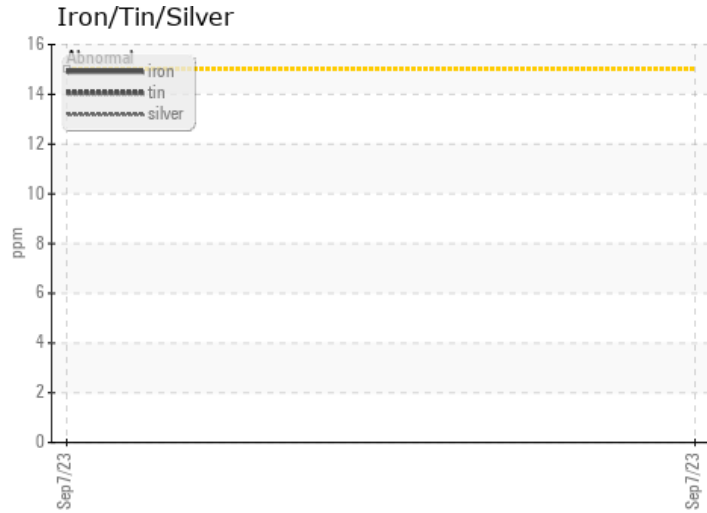 Iron/Tin/Silver
16
Abnormal
iron
14
tin
silver
12
10
8
ppm
6
4
2
0
Sep7/23
Sep7/23